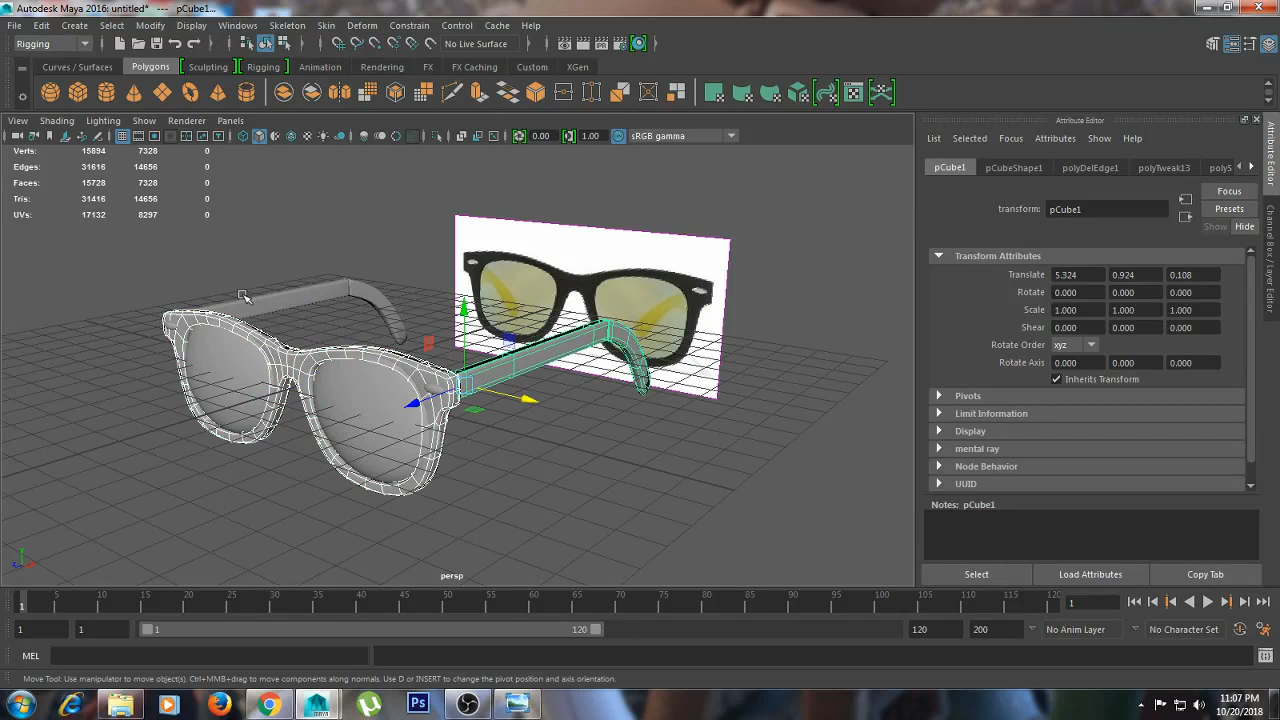 Autodesk Maya 2016: untitled*   ---   pCube1...
File Edit Create Select Modify Display Windows Skeleton Skin Deform Constrain Control Cache Help
Rigging No Live Surface
Curves / Surfaces Polygons Sculpting Rigging Animation Rendering FX FX Caching Custom XGen
View Shading Lighting Show Renderer Panels
0.00 1.00 sRGB gamma
Verts: 15894 7328 0
Edges: 31616 14656 0
Faces: 15728 7328 0
Tris: 31416 14656 0
UVs: 17132 8297 0
persp
Attribute Editor
List Selected Focus Attributes Show Help
pCube1 pCubeShape1 polyDelEdge1 polyTweak13 polyS
Focus
transform: pCube1
Presets
Show Hide
Transform Attributes
Translate 5.324 0.924 0.108
Rotate 0.000 0.000 0.000
Scale 1.000 1.000 1.000
Shear 0.000 0.000 0.000
Rotate Order xyz
Rotate Axis 0.000 0.000 0.000
Inherits Transform
Pivots
Limit Information
Display
mental ray
Node Behavior
UUID
Notes: pCube1
Select Load Attributes Copy Tab
Attribute Editor
Channel Box / Layer Editor
1 5 10 15 20 25 30 35 40 45 50 55 60 65 70 75 80 85 90 95 100 105 110 115 120 1
1 1 1 120 120 200 No Anim Layer No Character Set
MEL
Move Tool: Use manipulator to move object(s). Ctrl+MMB+drag to move components along normals. Use D or INSERT to change the pivot position and axis orientation.
Ps
11:07 PM
10/20/2018